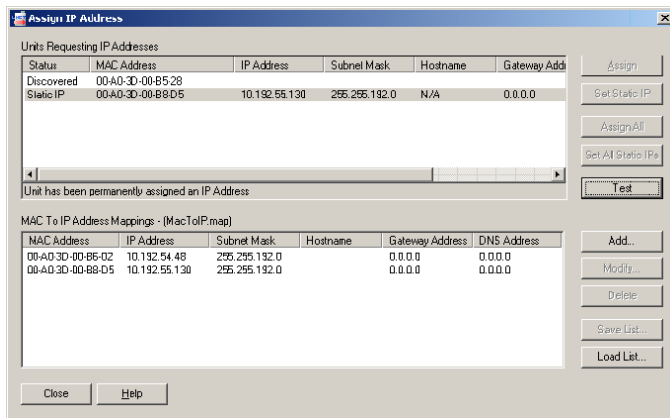 Assign IP Address
Units Requesting IP Addresses
Status MAC Address IP Address Subnet Mask Hostname Gateway Addr
Discovered 00-A0-3D-00-B5-28
Static IP 00-A0-3D-00-B8-D5 10.192.55.130 255.255.192.0 N/A 0.0.0.0
Unit has been permanently assigned an IP Address
Assign
Set Static IP
Assign All
Set All Static IPs
Test
MAC To IP Address Mappings - (MacToIP.map)
MAC Address IP Address Subnet Mask Hostname Gateway Address DNS Address
00-A0-3D-00-B6-02 10.192.54.48 255.255.192.0 0.0.0.0 0.0.0.0
00-A0-3D-00-B8-D5 10.192.55.130 255.255.192.0 0.0.0.0 0.0.0.0
Add...
Modify...
Delete
Save List...
Load List...
Close Help